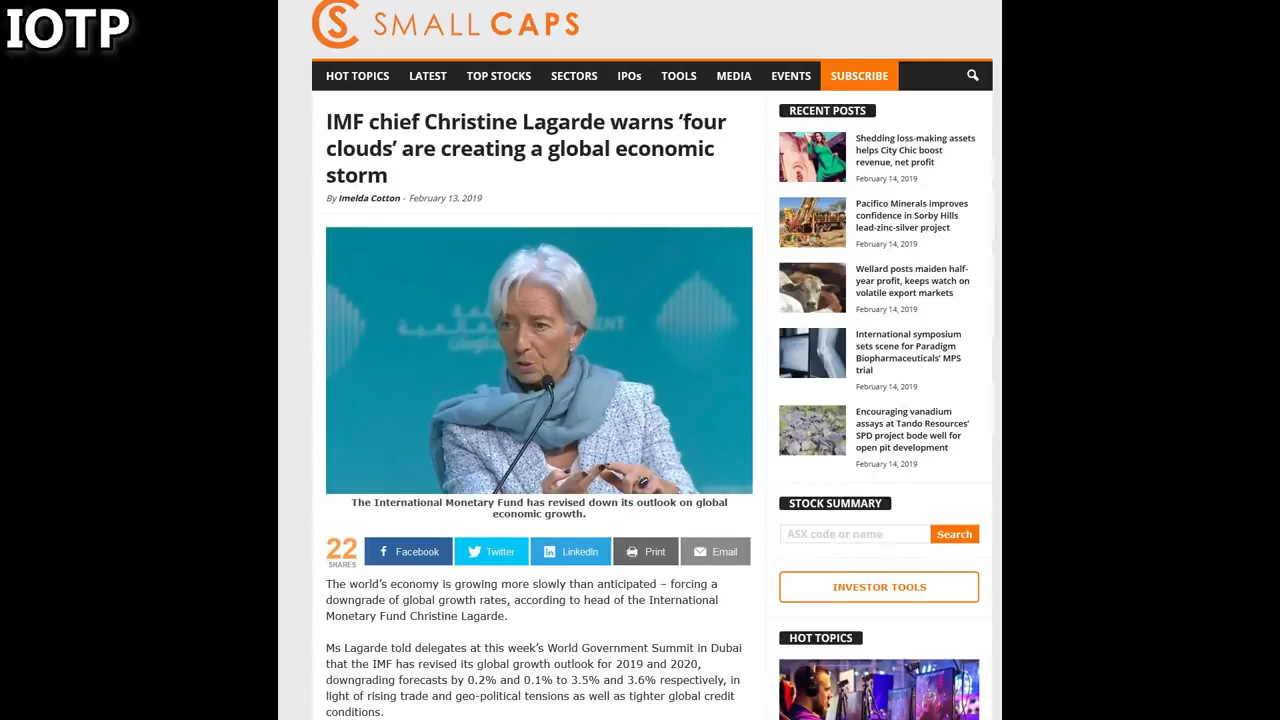 IOTP
SMALL CAPS
HOT TOPICS
LATEST
TOP STOCKS
SECTORS
IPOs
TOOLS
MEDIA
EVENTS
SUBSCRIBE
IMF chief Christine Lagarde warns ‘four
clouds’ are creating a global economic
storm
By Imelda Cotton - February 13, 2019
The International Monetary Fund has revised down its outlook on global
economic growth.
22
SHARES
Facebook
Twitter
LinkedIn
Print
Email
The world’s economy is growing more slowly than anticipated – forcing a
downgrade of global growth rates, according to head of the International
Monetary Fund Christine Lagarde.
Ms Lagarde told delegates at this week’s World Government Summit in Dubai
that the IMF has revised its global growth outlook for 2019 and 2020,
downgrading forecasts by 0.2% and 0.1% to 3.5% and 3.6% respectively, in
light of rising trade and geo-political tensions as well as tighter global credit
conditions.
RECENT POSTS
Shedding loss-making assets
helps City Chic boost
revenue, net profit
February 14, 2019
Pacifico Minerals improves
confidence in Sorby Hills
lead-zinc-silver project
February 14, 2019
Wellard posts maiden half-
year profit, keeps watch on
volatile export markets
February 14, 2019
International symposium
sets scene for Paradigm
Biopharmaceuticals’ MPS
trial
February 14, 2019
Encouraging vanadium
assays at Tando Resources’
SPD project bode well for
open pit development
February 14, 2019
STOCK SUMMARY
ASX code or name
Search
INVESTOR TOOLS
HOT TOPICS